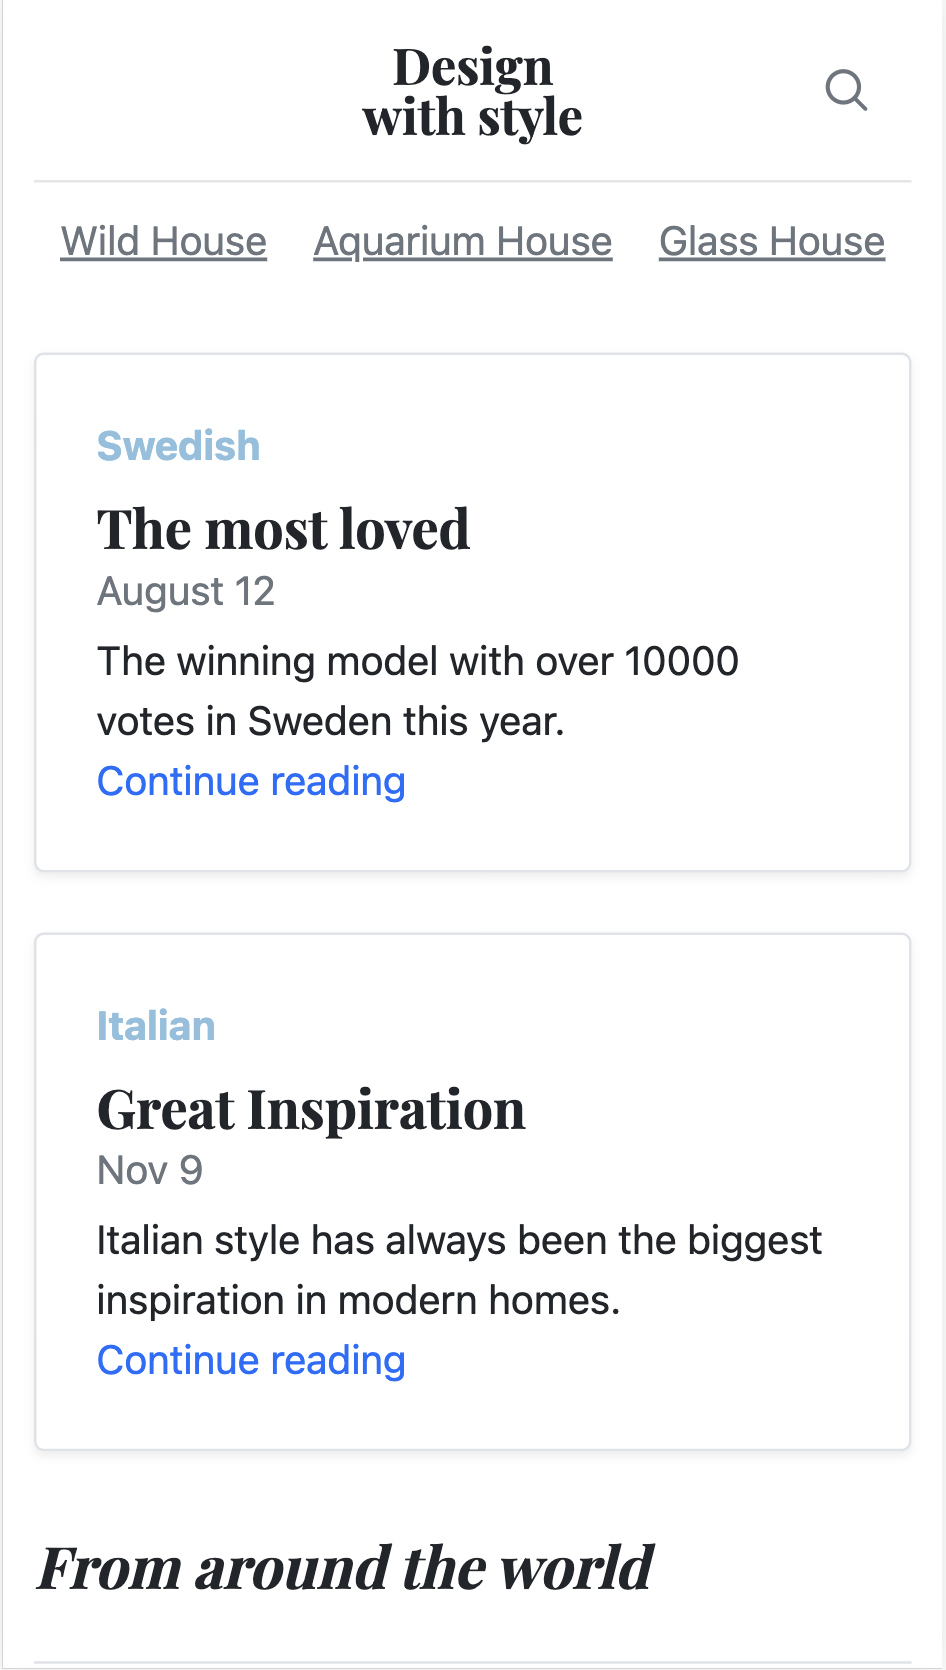 Design
with style
Wild House Aquarium House Glass House
Swedish
The most loved
August 12
The winning model with over 10000
votes in Sweden this year.
Continue reading
Italian
Great Inspiration
Nov 9
Italian style has always been the biggest
inspiration in modern homes.
Continue reading
From around the world